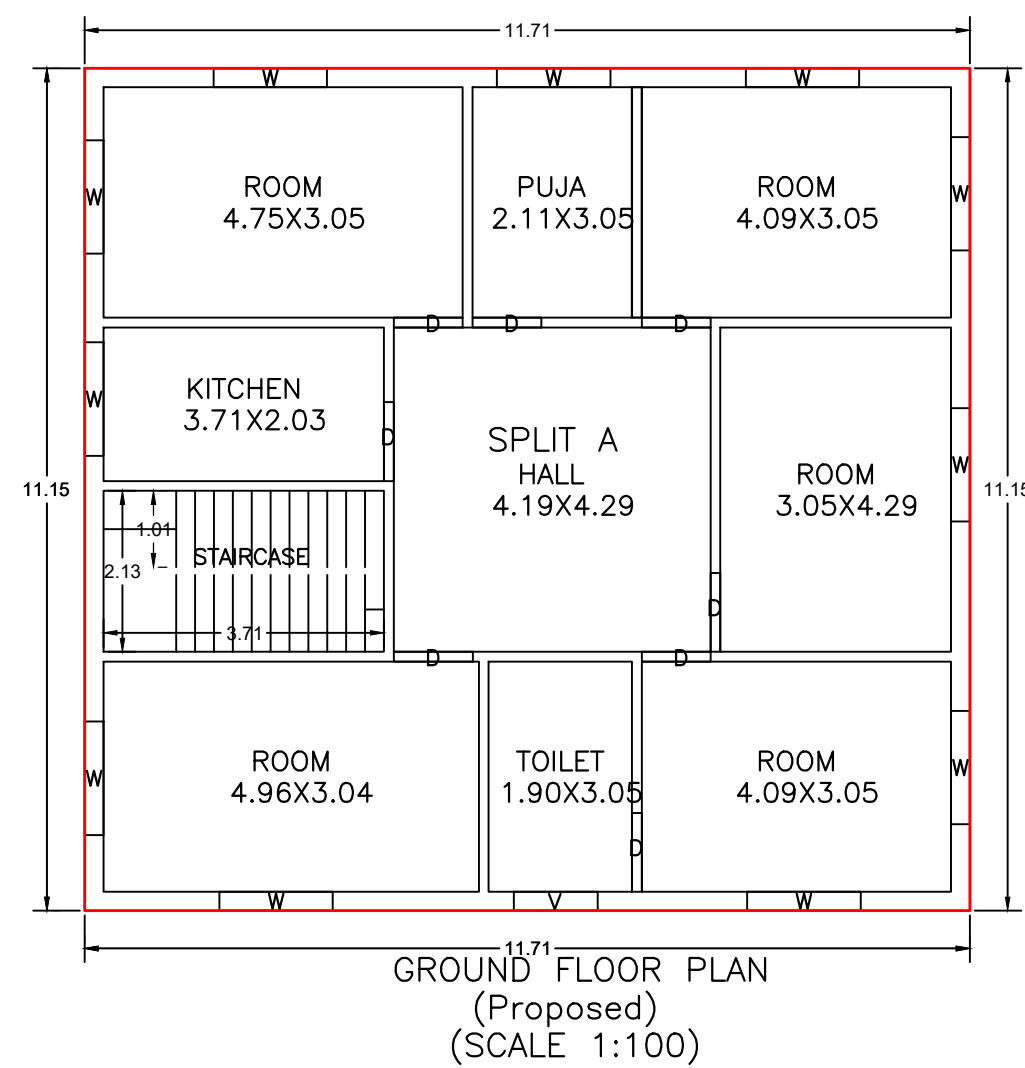 11.71
W W W
ROOM
4.75X3.05
PUJA
2.11X3.05
ROOM
4.09X3.05
W
W
D D D
KITCHEN
3.71X2.03
W
D
SPLIT A
HALL
4.19X4.29
ROOM
3.05X4.29
W
11.15
11.15
1.01
STAIRCASE
2.13
3.71
D
D D
ROOM
4.96X3.04
TOILET
1.90X3.05
ROOM
4.09X3.05
W
W
D
W V W
11.71
GROUND FLOOR PLAN
(Proposed)
(SCALE 1:100)